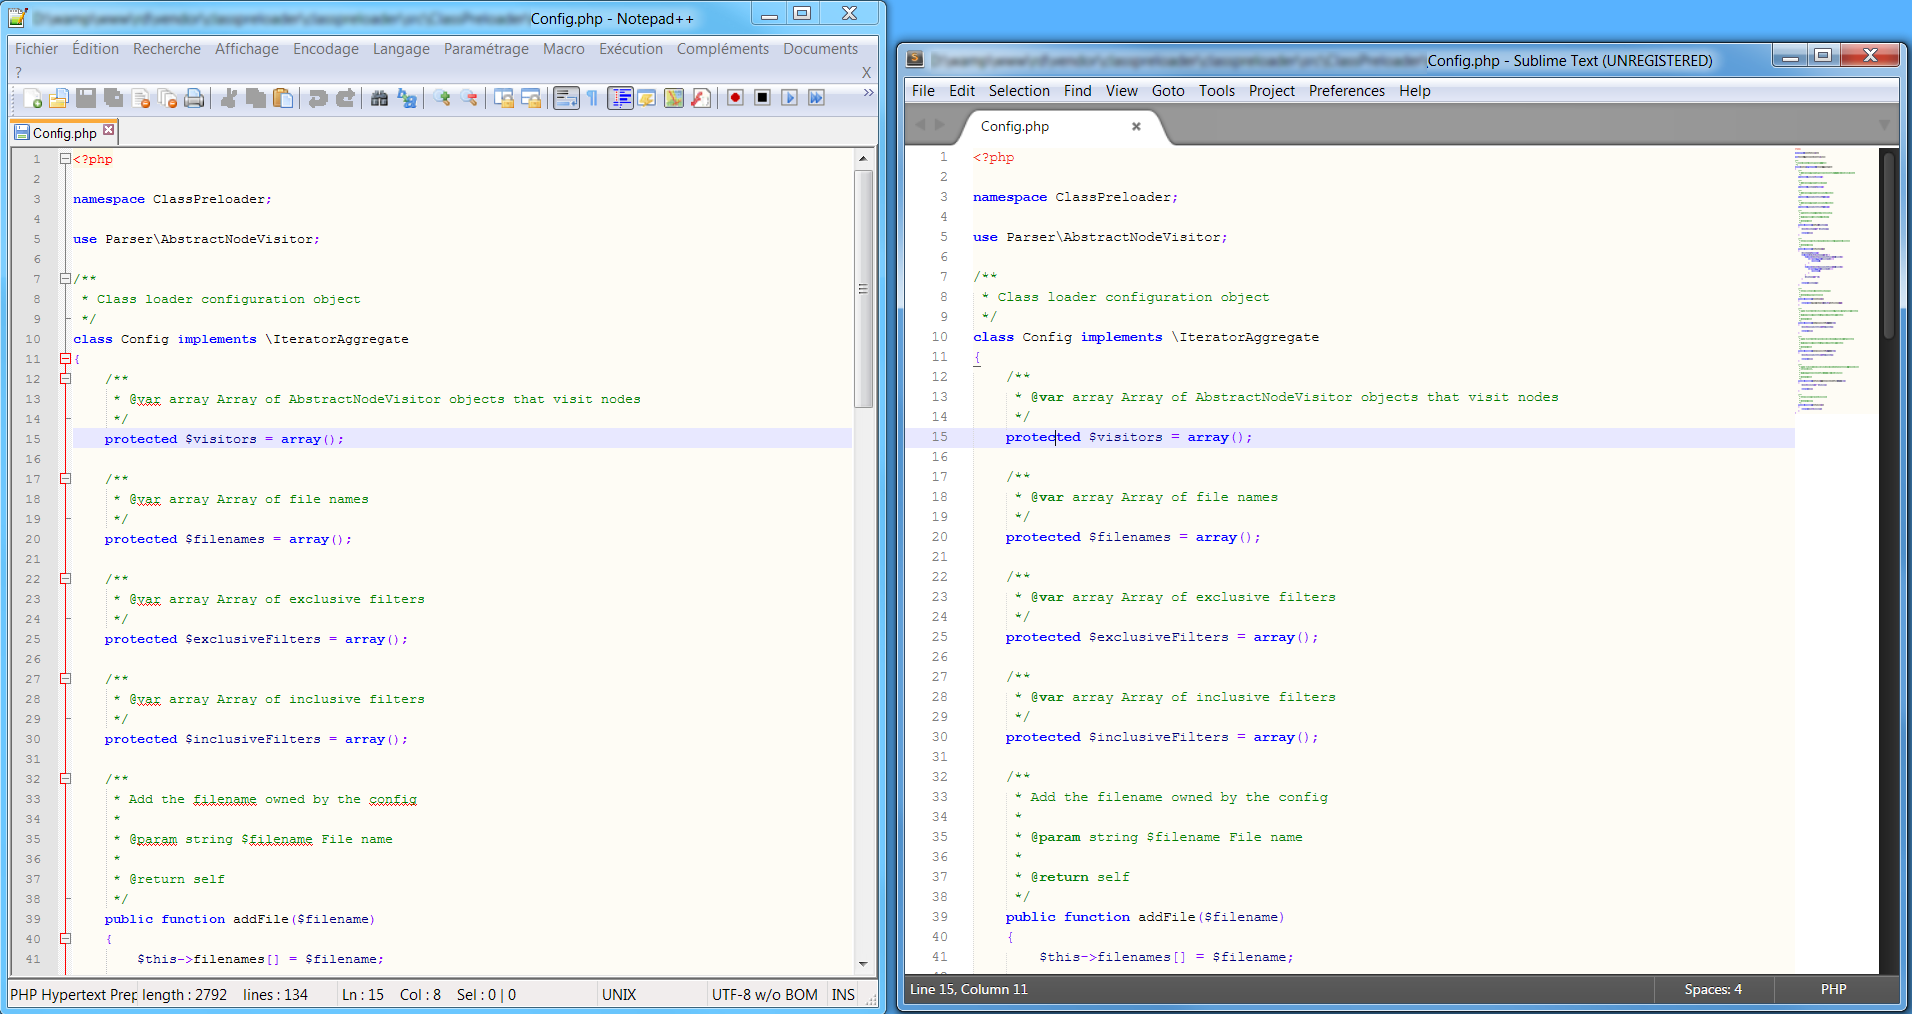 Config.php - Notepad++
Fichier Édition Recherche Affichage Encodage Langage Paramétrage Macro Exécution Compléments Documents
? X
Config.php
1 <?php
2
3 namespace ClassPreloader;
4
5 use Parser\AbstractNodeVisitor;
6
7 /**
8 * Class loader configuration object
9 */
10 class Config implements \IteratorAggregate
11 {
12 /**
13 * @var array Array of AbstractNodeVisitor objects that visit nodes
14 */
15 protected $visitors = array();
16
17 /**
18 * @var array Array of file names
19 */
20 protected $filenames = array();
21
22 /**
23 * @var array Array of exclusive filters
24 */
25 protected $exclusiveFilters = array();
26
27 /**
28 * @var array Array of inclusive filters
29 */
30 protected $inclusiveFilters = array();
31
32 /**
33 * Add the filename owned by the config
34 *
35 * @param string $filename File name
36 *
37 * @return self
38 */
39 public function addFile($filename)
40 {
41 $this->filenames[] = $filename;
PHP Hypertext Prep length : 2792 lines : 134 Ln : 15 Col : 8 Sel : 0 | 0 UNIX UTF-8 w/o BOM INS
Config.php - Sublime Text (UNREGISTERED)
File Edit Selection Find View Goto Tools Project Preferences Help
Config.php
1 <?php
2
3 namespace ClassPreloader;
4
5 use Parser\AbstractNodeVisitor;
6
7 /**
8 * Class loader configuration object
9 */
10 class Config implements \IteratorAggregate
11 {
12 /**
13 * @var array Array of AbstractNodeVisitor objects that visit nodes
14 */
15 protected $visitors = array();
16
17 /**
18 * @var array Array of file names
19 */
20 protected $filenames = array();
21
22 /**
23 * @var array Array of exclusive filters
24 */
25 protected $exclusiveFilters = array();
26
27 /**
28 * @var array Array of inclusive filters
29 */
30 protected $inclusiveFilters = array();
31
32 /**
33 * Add the filename owned by the config
34 *
35 * @param string $filename File name
36 *
37 * @return self
38 */
39 public function addFile($filename)
40 {
41 $this->filenames[] = $filename;
Line 15, Column 11 Spaces: 4 PHP